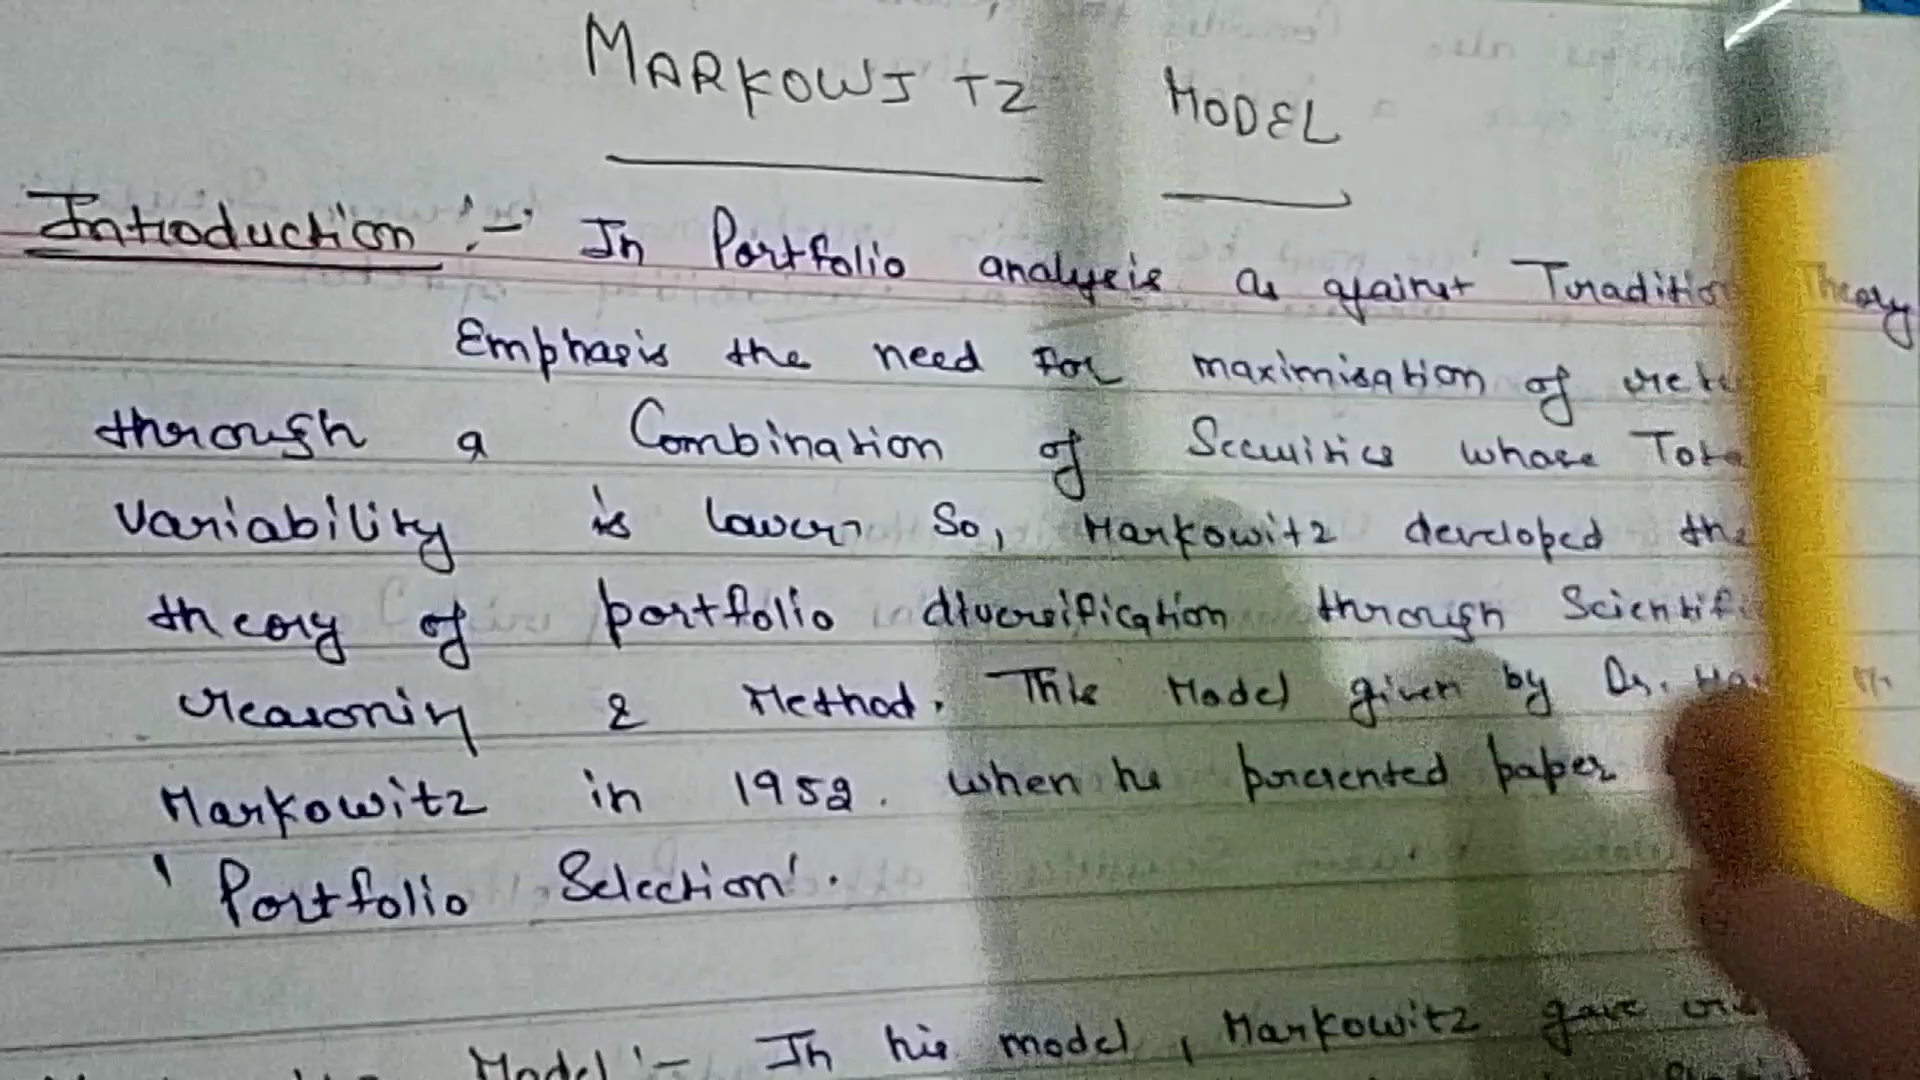 MARKOWITZ MODEL
Introduction :- In Portfolio analysis as against Tradition Theory
Emphasis the need for maximisation of
through a Combination of Securities whose
variability is lower. So, Markowitz developed the
theory of portfolio diversification through
reasoning & Method. This Model given by Dr.
Markowitz in 1952. when he presented paper
'Portfolio Selection'.
Model :- In his model, Markowitz gave